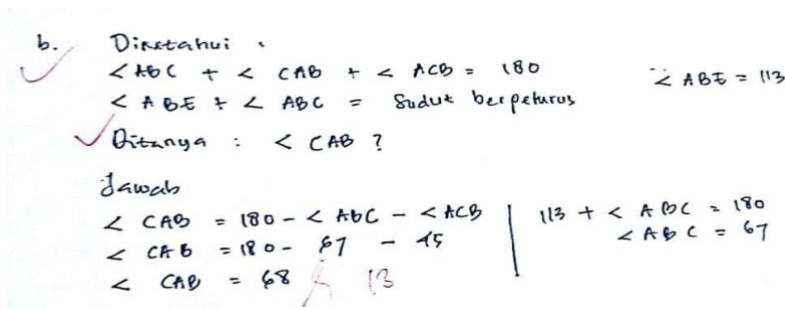 b. Diketahui :
< ABC + < CAB + < ACB = 180
∠ ABE = 113
< ABE + < ABC = Sudut berpelurus
Ditanya : < CAB ?
Jawab
< CAB = 180 - < ABC - < ACB
< CAB = 180 - 67 - 45
< CAB = 68
13
113 + < ABC = 180
< ABC = 67